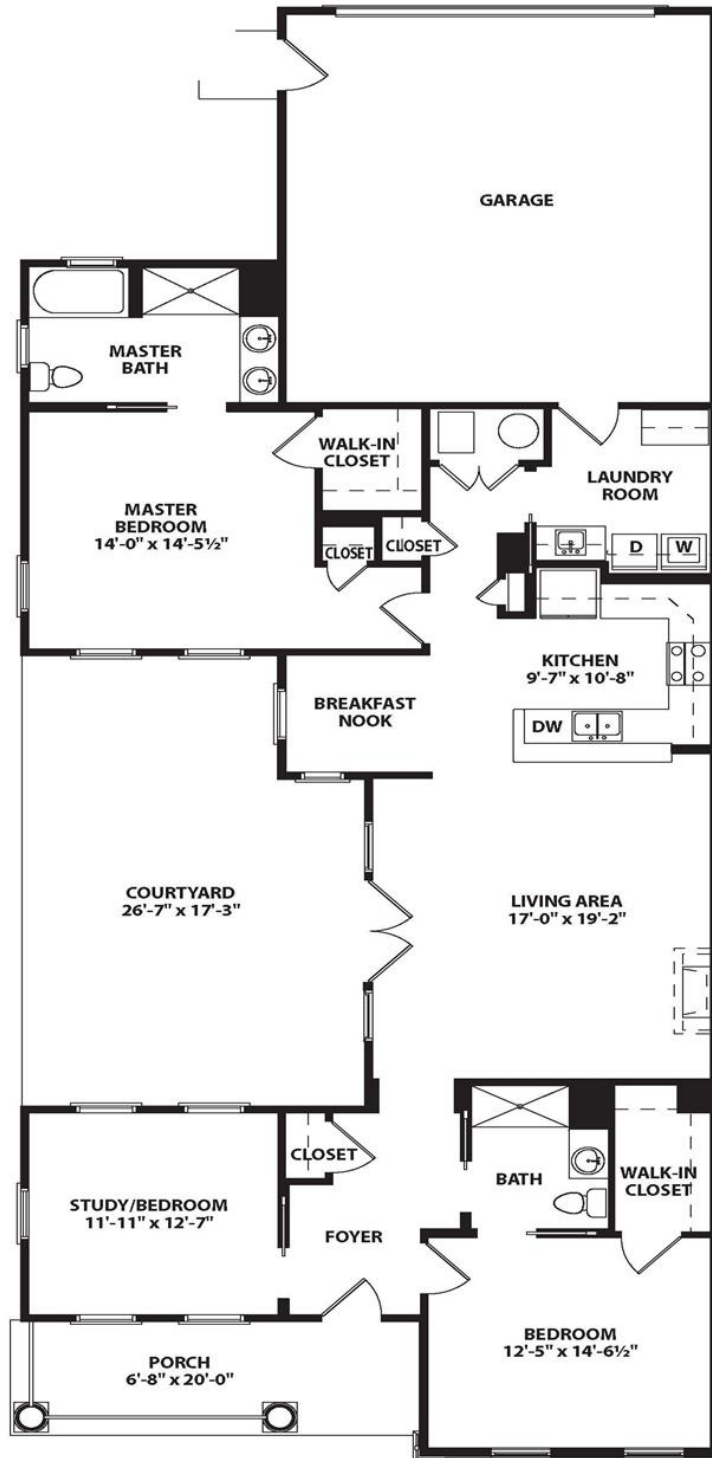 GARAGE
MASTER
BATH
WALK-IN
CLOSET
LAUNDRY
ROOM
MASTER
BEDROOM
14'-0" x 14'-5½"
CLOSET
CLOSET
D
W
KITCHEN
9'-7" x 10'-8"
BREAKFAST
NOOK
DW
COURTYARD
26'-7" x 17'-3"
LIVING AREA
17'-0" x 19'-2"
CLOSET
BATH
WALK-IN
CLOSET
STUDY/BEDROOM
11'-11" x 12'-7"
FOYER
BEDROOM
12'-5" x 14'-6½"
PORCH
6'-8" x 20'-0"